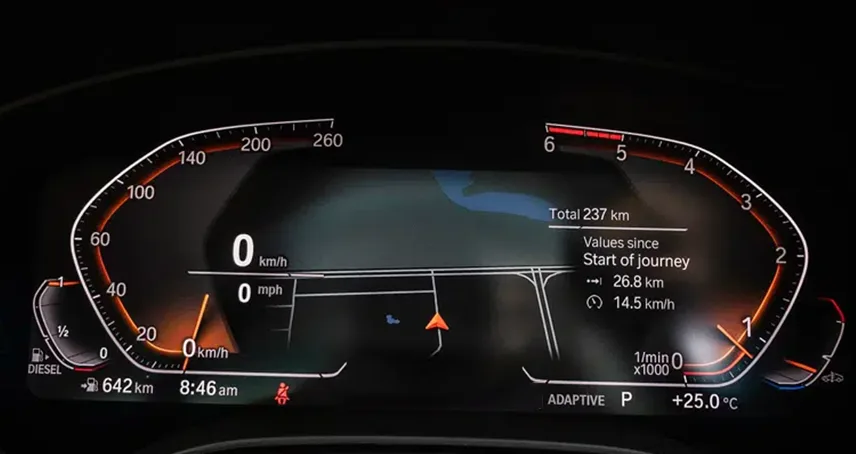 260
200
140
100
60
40
20
0 km/h
0 km/h
0 mph
1
½
0
DIESEL
642 km
8:46 am
6
5
4
3
2
1
0
1/min
x1000
Total 237 km
Values since
Start of journey
26.8 km
14.5 km/h
ADAPTIVE
P
+25.0 °C